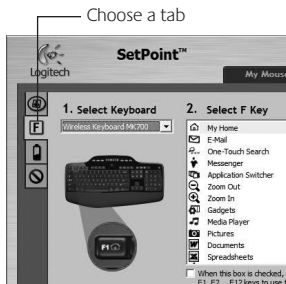 Choose a tab
SetPoint™
Logitech
My Mouse
1. Select Keyboard
2. Select F Key
Wireless Keyboard MK700
F
My Home
E-Mail
One-Touch Search
Messenger
Application Switcher
Zoom Out
Zoom In
Gadgets
Media Player
Pictures
Documents
Spreadsheets
F1
When this box is checked,
F1, F2 ... F12 keys to use t